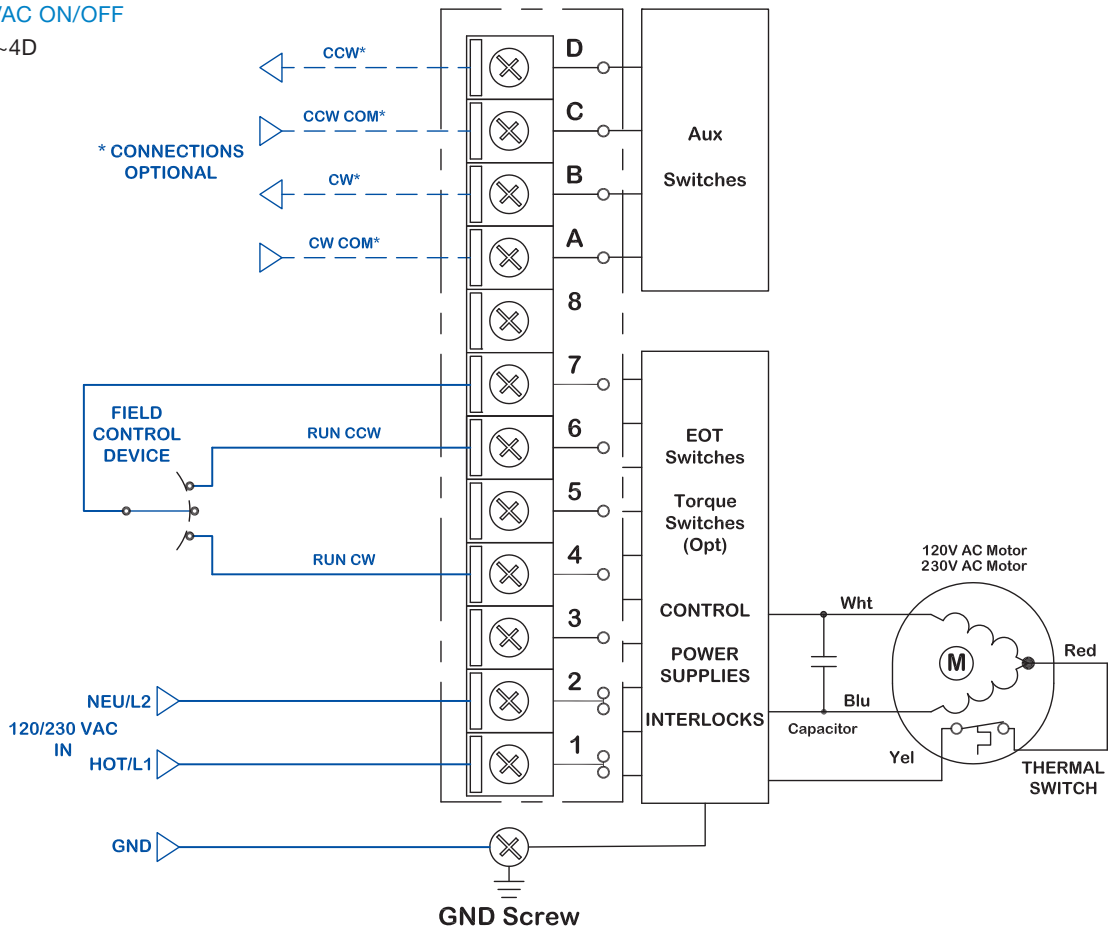 VAC ON/OFF
~4D
CCW*
D
CCW COM*
C
* CONNECTIONS
OPTIONAL
CW*
B
CW COM*
A
Aux
Switches
8
7
FIELD
CONTROL
DEVICE
RUN CCW
6
5
RUN CW
4
3
NEU/L2
2
120/230 VAC
IN
HOT/L1
1
GND
GND Screw
EOT
Switches
Torque
Switches
(Opt)
CONTROL
POWER
SUPPLIES
INTERLOCKS
120V AC Motor
230V AC Motor
Wht
M
Red
Blu
Capacitor
Yel
THERMAL
SWITCH